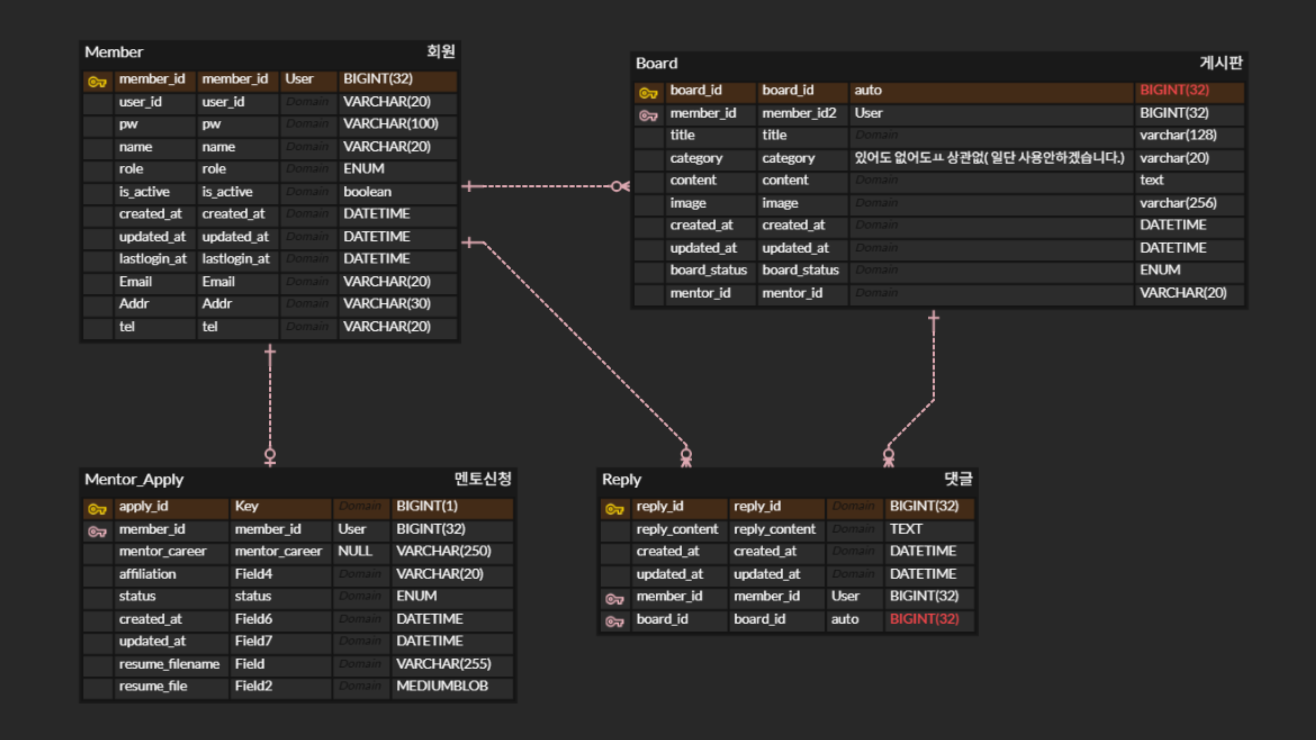 Member 회원
member_id member_id User BIGINT(32)
user_id user_id Domain VARCHAR(20)
pw pw Domain VARCHAR(100)
name name Domain VARCHAR(20)
role role Domain ENUM
is_active is_active Domain boolean
created_at created_at Domain DATETIME
updated_at updated_at Domain DATETIME
lastlogin_at lastlogin_at Domain DATETIME
Email Email Domain VARCHAR(20)
Addr Addr Domain VARCHAR(30)
tel tel Domain VARCHAR(20)
Board 게시판
board_id board_id auto BIGINT(32)
member_id member_id2 User BIGINT(32)
title title Domain varchar(128)
category category 있어도 없어도ㅛ 상관없( 일단 사용안하겠습니다.) varchar(20)
content content Domain text
image image Domain varchar(256)
created_at created_at Domain DATETIME
updated_at updated_at Domain DATETIME
board_status board_status Domain ENUM
mentor_id mentor_id Domain VARCHAR(20)
Mentor_Apply 멘토신청
apply_id Key Domain BIGINT(1)
member_id member_id User BIGINT(32)
mentor_career mentor_career NULL VARCHAR(250)
affiliation Field4 Domain VARCHAR(20)
status status Domain ENUM
created_at Field6 Domain DATETIME
updated_at Field7 Domain DATETIME
resume_filename Field Domain VARCHAR(255)
resume_file Field2 Domain MEDIUMBLOB
Reply 댓글
reply_id reply_id Domain BIGINT(32)
reply_content reply_content Domain TEXT
created_at created_at Domain DATETIME
updated_at updated_at Domain DATETIME
member_id member_id User BIGINT(32)
board_id board_id auto BIGINT(32)